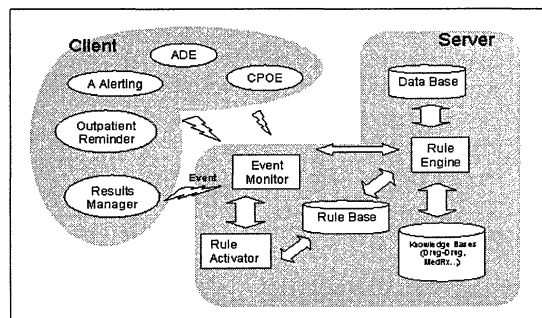 Client
Server
ADE
A Alerting
CPOE
Data Base
Outpatient
Reminder
Rule
Engine
Event
Event
Monitor
Results
Manager
Rule Base
Rule
Activator
Knowledge Bases
(Drug-Drug,
MedRx...)